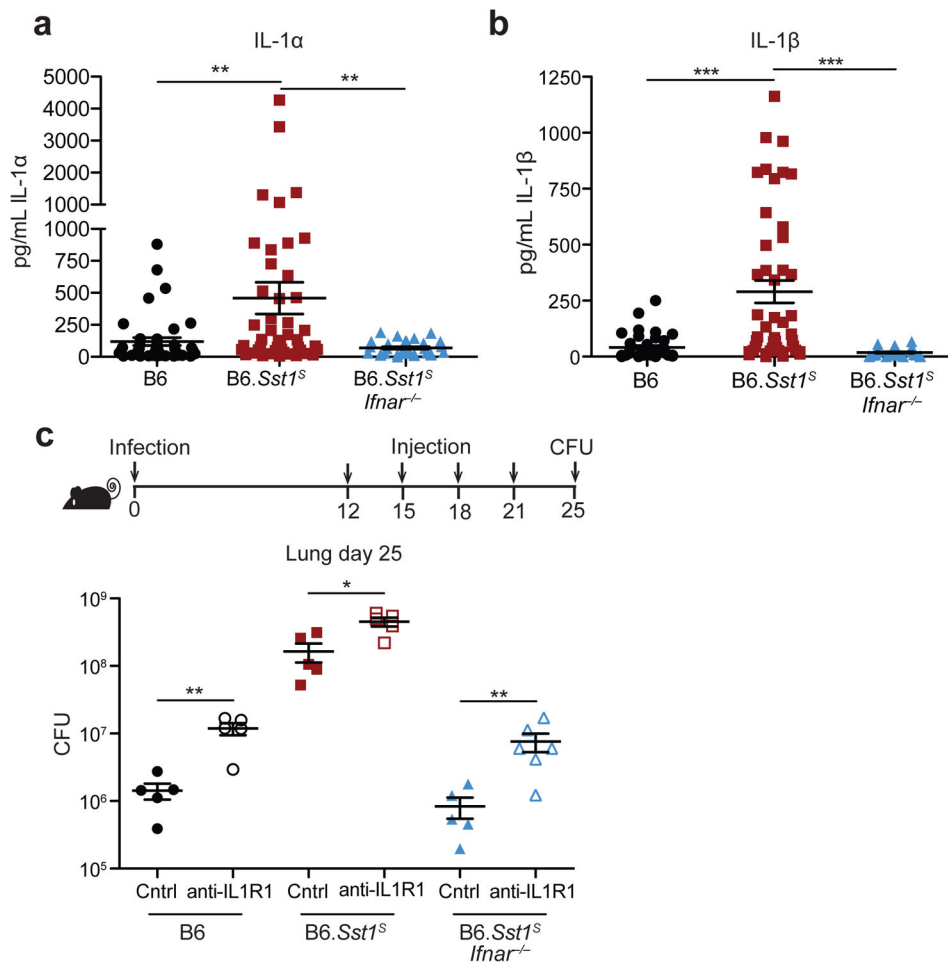 a
IL-1α
pg/mL IL-1α
5000
4000
3000
2000
1000
1000
750
500
250
0
**
**
B6
B6.Sst1ˢ
B6.Sst1ˢ
Ifnar⁻/⁻
b
IL-1β
pg/mL IL-1β
1250
1000
750
500
250
0
***
***
B6
B6.Sst1ˢ
B6.Sst1ˢ
Ifnar⁻/⁻
c
Infection
Injection
CFU
0
12
15
18
21
25
Lung day 25
CFU
10⁹
10⁸
10⁷
10⁶
10⁵
**
*
**
Cntrl anti-IL1R1 Cntrl anti-IL1R1 Cntrl anti-IL1R1
B6
B6.Sst1ˢ
B6.Sst1ˢ
Ifnar⁻/⁻